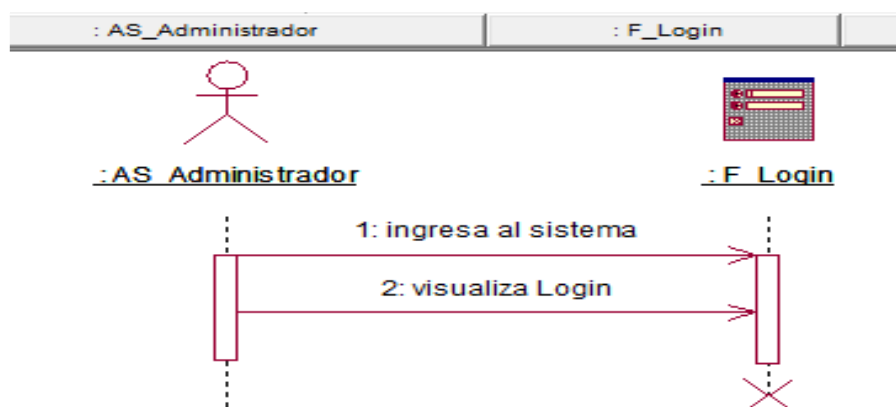 : AS_Administrador : F_Login
:AS_Administrador : F_Login
1: ingresa al sistema
2: visualiza Login